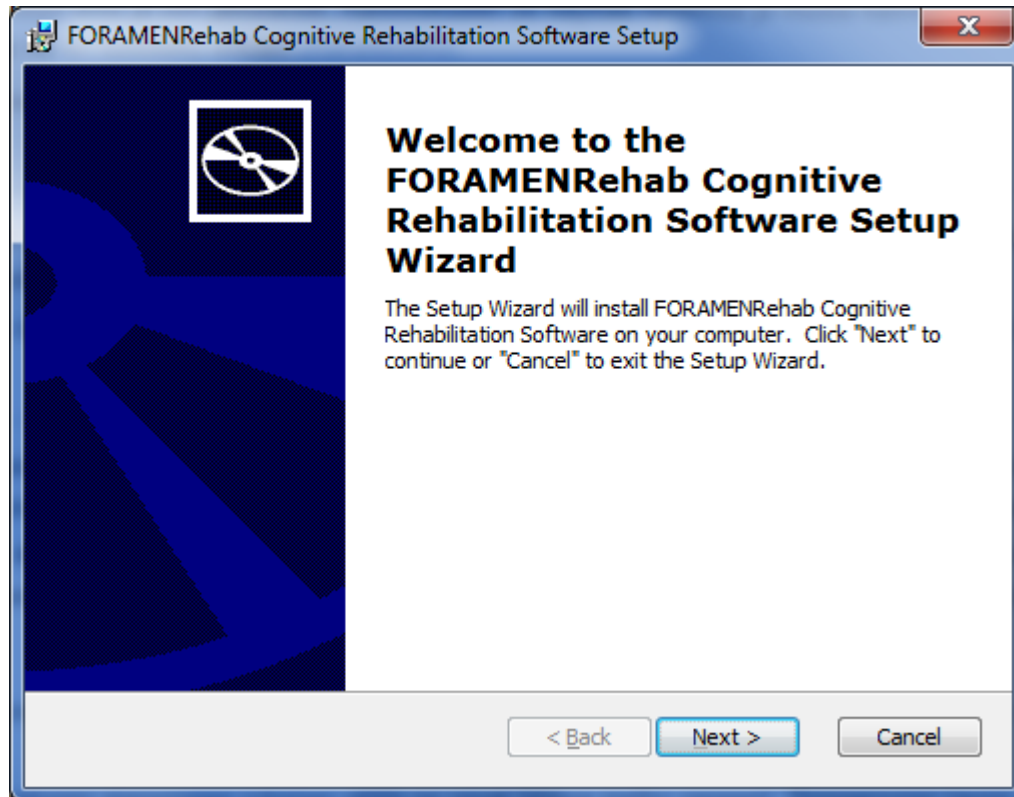 FORAMENRehab Cognitive Rehabilitation Software Setup
Welcome to the
FORAMENRehab Cognitive
Rehabilitation Software Setup
Wizard
The Setup Wizard will install FORAMENRehab Cognitive
Rehabilitation Software on your computer.  Click "Next" to
continue or "Cancel" to exit the Setup Wizard.
< Back
Next >
Cancel